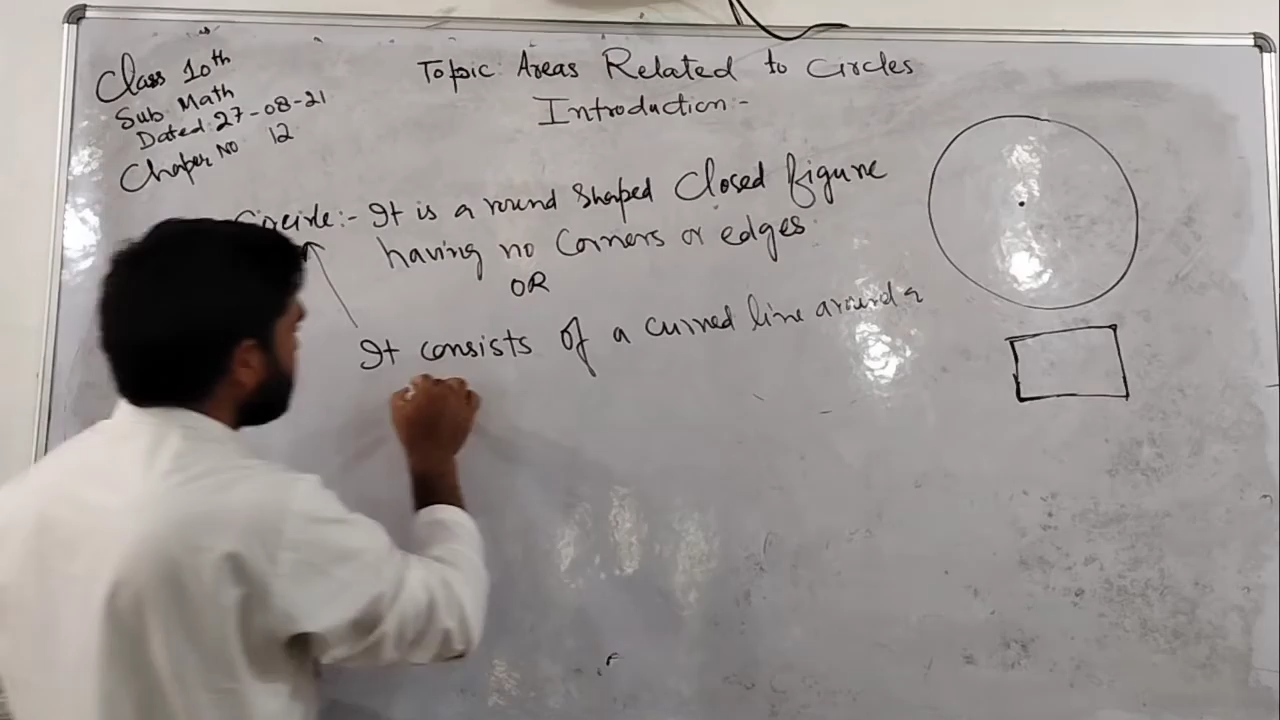 Class 10th
Sub Math
Dated: 27-08-21
Chaper No 12
Topic: Areas Related to Circles
Introduction:-
:- It is a round shaped Closed figure
having no Corners or edges.
OR
It consists of a curved line around a